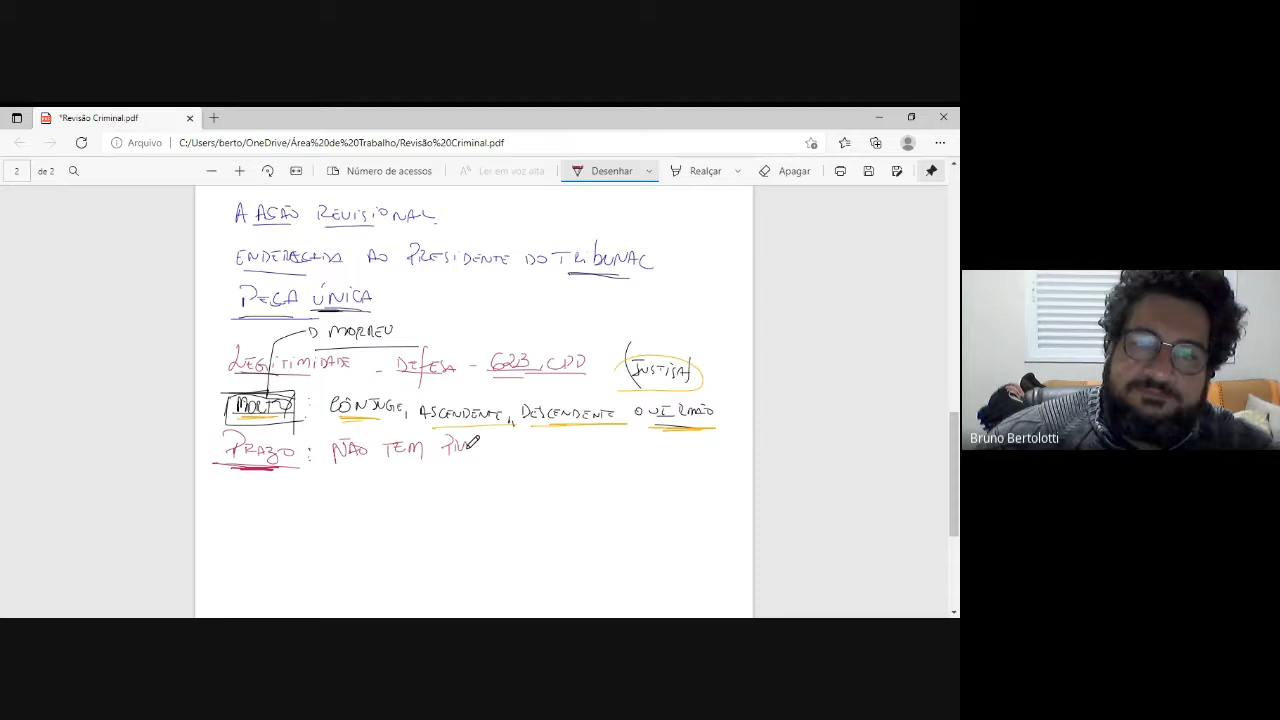 *Revisão Criminal.pdf
Arquivo C:/Users/berto/OneDrive/Área%20de%20Trabalho/Revisão%20Criminal.pdf
2 de 2 Número de acessos Ler em voz alta Desenhar Realçar Apagar
A AÇÃO REVISIONAL
ENDEREÇADA AO PRESIDENTE DO TRIBUNAL
PEÇA ÚNICA
D MORREU
LEGITIMIDADE - DEFESA - 623, CPP (JUSTIÇA)
MORTO : CÔNJUGE, ASCENDENTE, DESCENDENTE OU IRMÃO
PRAZO : NÃO TEM
Bruno Bertolotti